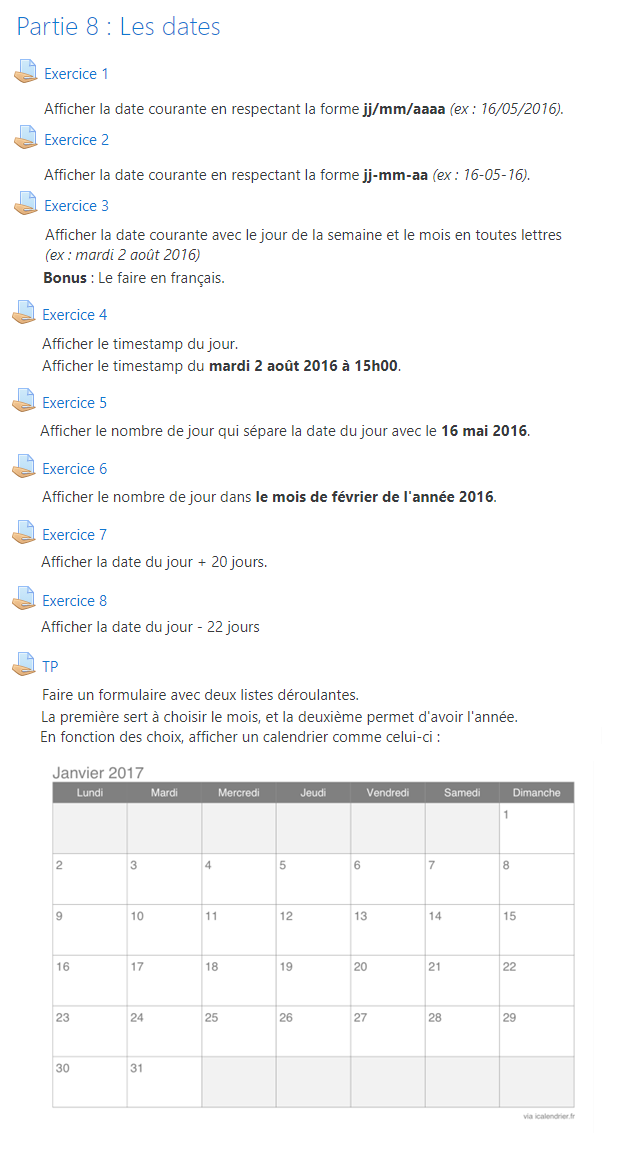 Partie 8 : Les dates
Exercice 1
Afficher la date courante en respectant la forme jj/mm/aaaa (ex : 16/05/2016).
Exercice 2
Afficher la date courante en respectant la forme jj-mm-aa (ex : 16-05-16).
Exercice 3
Afficher la date courante avec le jour de la semaine et le mois en toutes lettres
(ex : mardi 2 août 2016)
Bonus : Le faire en français.
Exercice 4
Afficher le timestamp du jour.
Afficher le timestamp du mardi 2 août 2016 à 15h00.
Exercice 5
Afficher le nombre de jour qui sépare la date du jour avec le 16 mai 2016.
Exercice 6
Afficher le nombre de jour dans le mois de février de l'année 2016.
Exercice 7
Afficher la date du jour + 20 jours.
Exercice 8
Afficher la date du jour - 22 jours
TP
Faire un formulaire avec deux listes déroulantes.
La première sert à choisir le mois, et la deuxième permet d'avoir l'année.
En fonction des choix, afficher un calendrier comme celui-ci :
Janvier 2017
Lundi Mardi Mercredi Jeudi Vendredi Samedi Dimanche
1
2 3 4 5 6 7 8
9 10 11 12 13 14 15
16 17 18 19 20 21 22
23 24 25 26 27 28 29
30 31
via icalendrier.fr